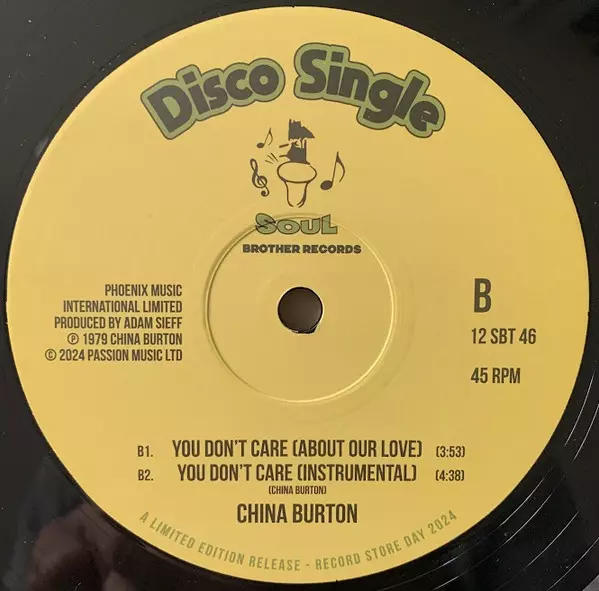 Disco Single
SOUL
BROTHER RECORDS
PHOENIX MUSIC
INTERNATIONAL LIMITED
PRODUCED BY ADAM SIEFF
Ⓟ 1979 CHINA BURTON
© 2024 PASSION MUSIC LTD
B
12 SBT 46
45 RPM
B1. YOU DON'T CARE (ABOUT OUR LOVE) (3:53)
B2. YOU DON'T CARE (INSTRUMENTAL) (4:38)
(CHINA BURTON)
CHINA BURTON
A LIMITED EDITION RELEASE - RECORD STORE DAY 2024